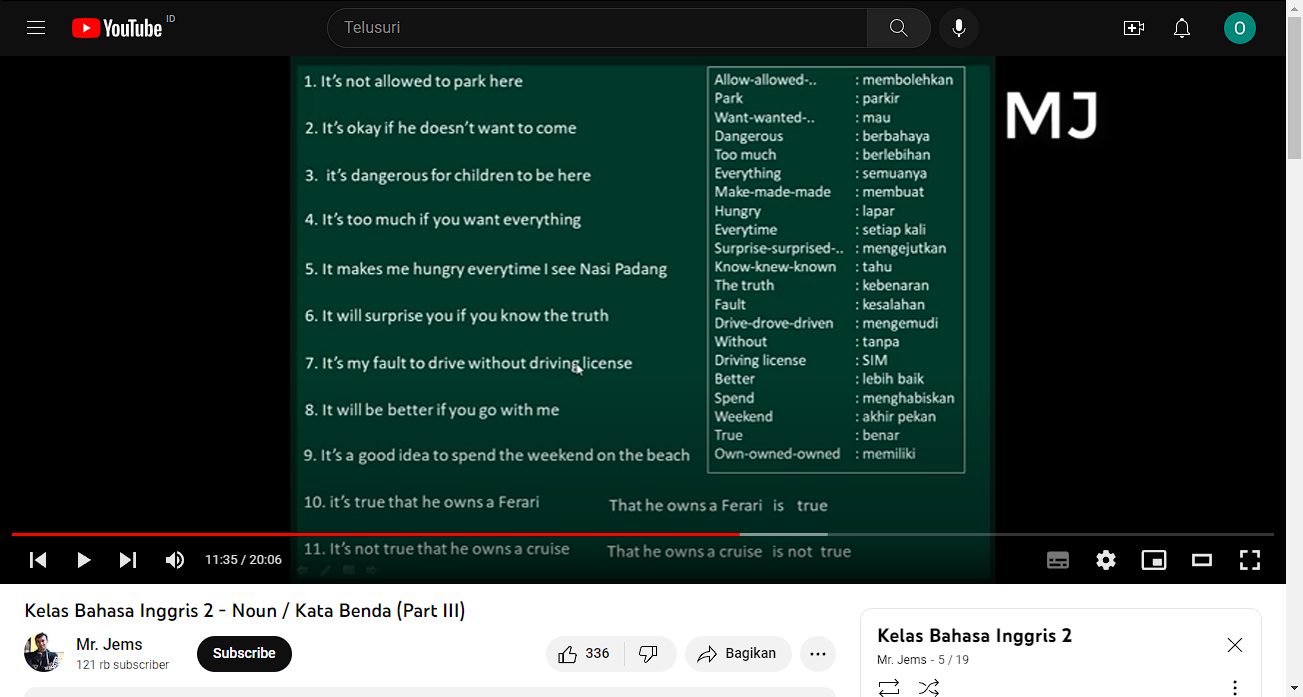 YouTube ID
Telusuri
O
1. It's not allowed to park here
2. It's okay if he doesn't want to come
3. it's dangerous for children to be here
4. It's too much if you want everything
5. It makes me hungry everytime I see Nasi Padang
6. It will surprise you if you know the truth
7. It's my fault to drive without driving license
8. It will be better if you go with me
9. It's a good idea to spend the weekend on the beach
10. it's true that he owns a Ferari That he owns a Ferari is true
11. It's not true that he owns a cruise That he owns a cruise is not true
Allow-allowed-.. : membolehkan
Park : parkir
Want-wanted-.. : mau
Dangerous : berbahaya
Too much : berlebihan
Everything : semuanya
Make-made-made : membuat
Hungry : lapar
Everytime : setiap kali
Surprise-surprised-.. : mengejutkan
Know-knew-known : tahu
The truth : kebenaran
Fault : kesalahan
Drive-drove-driven : mengemudi
Without : tanpa
Driving license : SIM
Better : lebih baik
Spend : menghabiskan
Weekend : akhir pekan
True : benar
Own-owned-owned : memiliki
MJ
11:35 / 20:06
Kelas Bahasa Inggris 2 - Noun / Kata Benda (Part III)
Mr. Jems
121 rb subscriber
Subscribe
336
Bagikan
Kelas Bahasa Inggris 2
Mr. Jems - 5 / 19